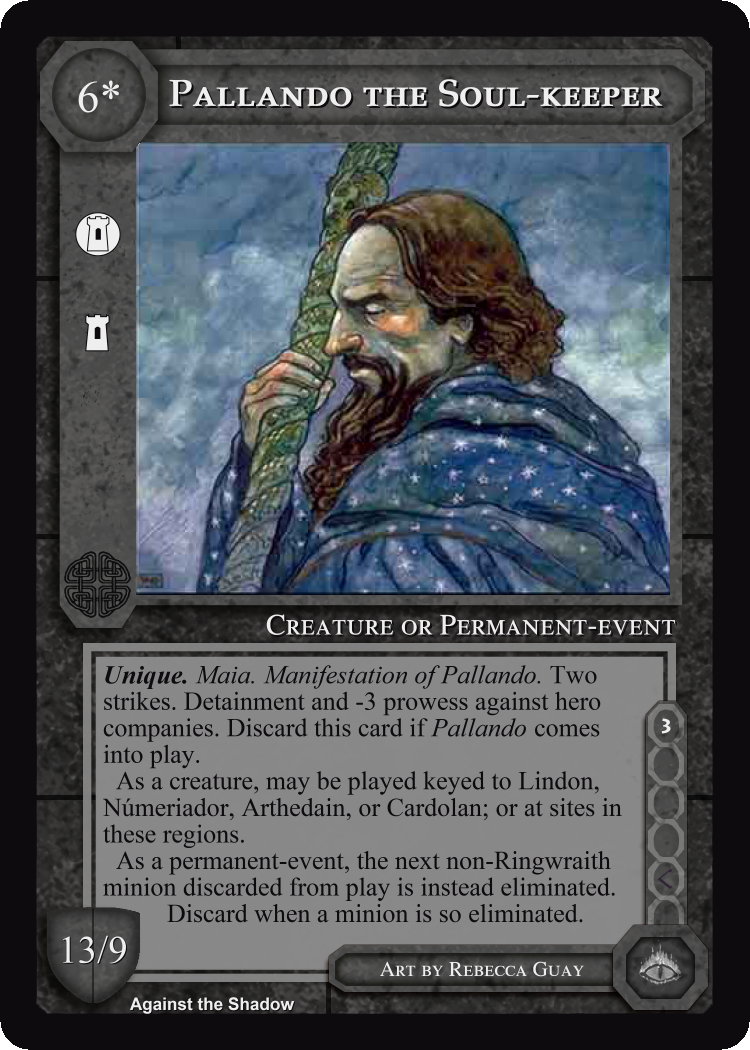 6*
PALLANDO THE SOUL-KEEPER
CREATURE OR PERMANENT-EVENT
Unique. Maia. Manifestation of Pallando. Two
strikes. Detainment and -3 prowess against hero
companies. Discard this card if Pallando comes
into play.
As a creature, may be played keyed to Lindon,
Númeriador, Arthedain, or Cardolan; or at sites in
these regions.
As a permanent-event, the next non-Ringwraith
minion discarded from play is instead eliminated.
Discard when a minion is so eliminated.
3
13/9
ART BY REBECCA GUAY
Against the Shadow